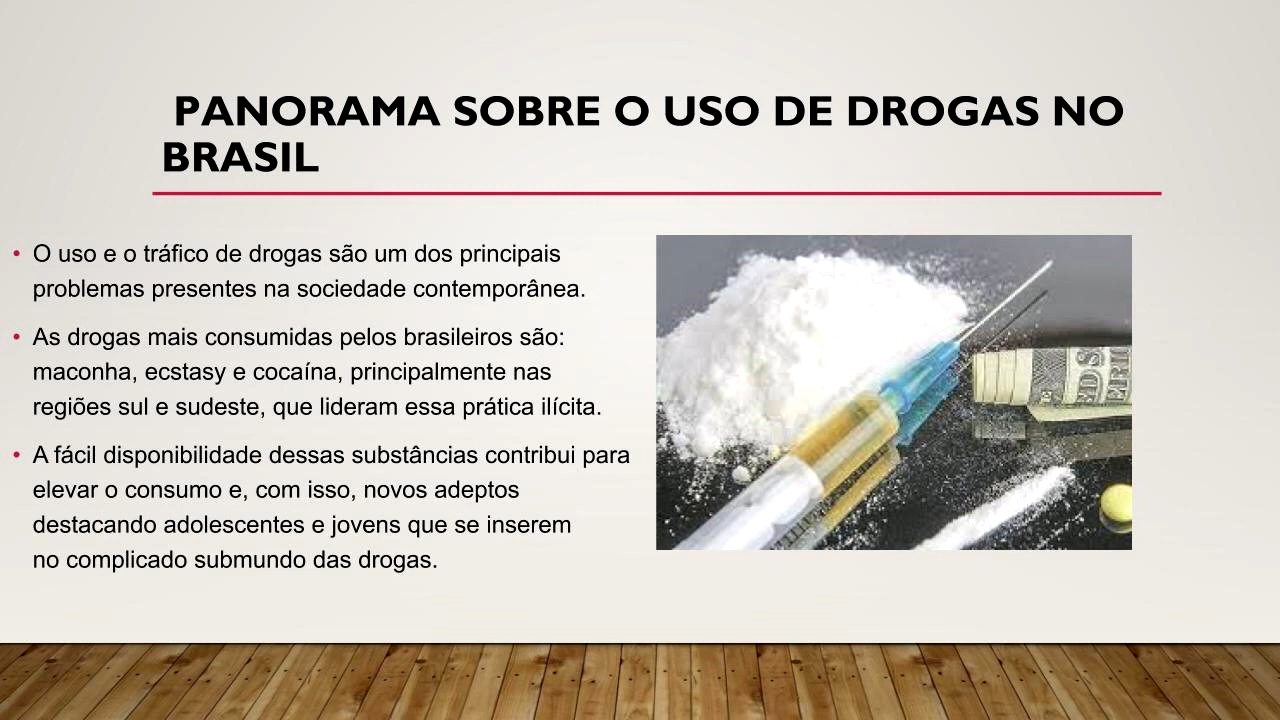 PANORAMA SOBRE O USO DE DROGAS NO
BRASIL
• O uso e o tráfico de drogas são um dos principais
problemas presentes na sociedade contemporânea.
• As drogas mais consumidas pelos brasileiros são:
maconha, ecstasy e cocaína, principalmente nas
regiões sul e sudeste, que lideram essa prática ilícita.
• A fácil disponibilidade dessas substâncias contribui para
elevar o consumo e, com isso, novos adeptos
destacando adolescentes e jovens que se inserem
no complicado submundo das drogas.